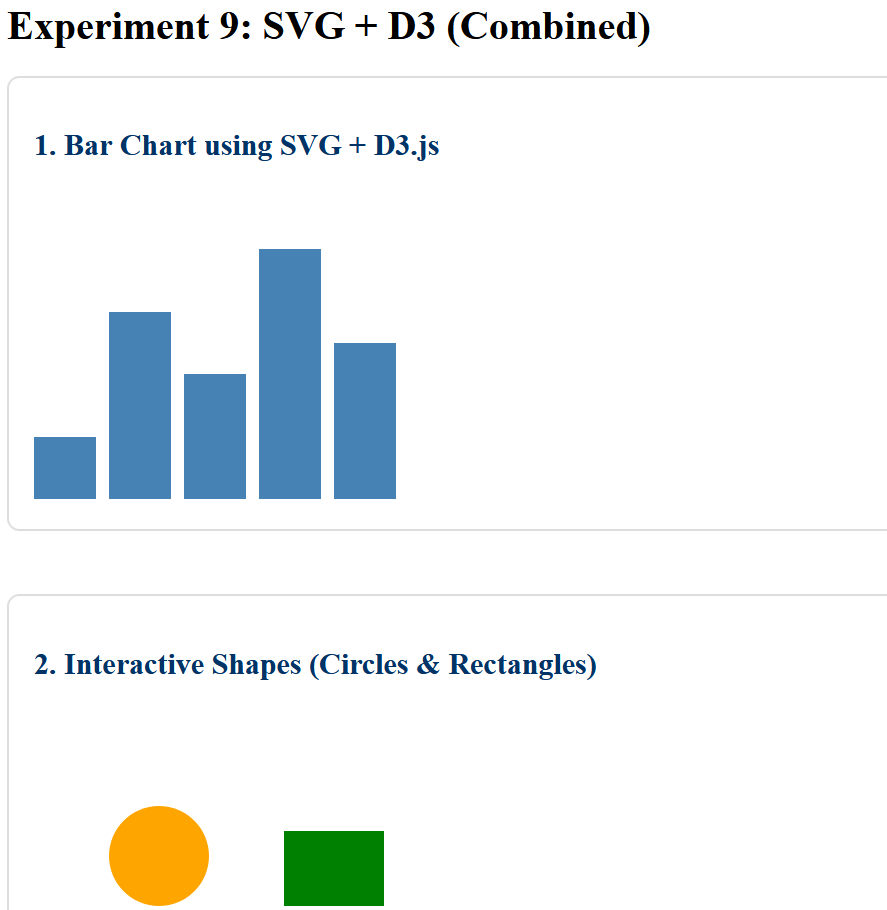 Experiment 9: SVG + D3 (Combined)
1. Bar Chart using SVG + D3.js
2. Interactive Shapes (Circles & Rectangles)